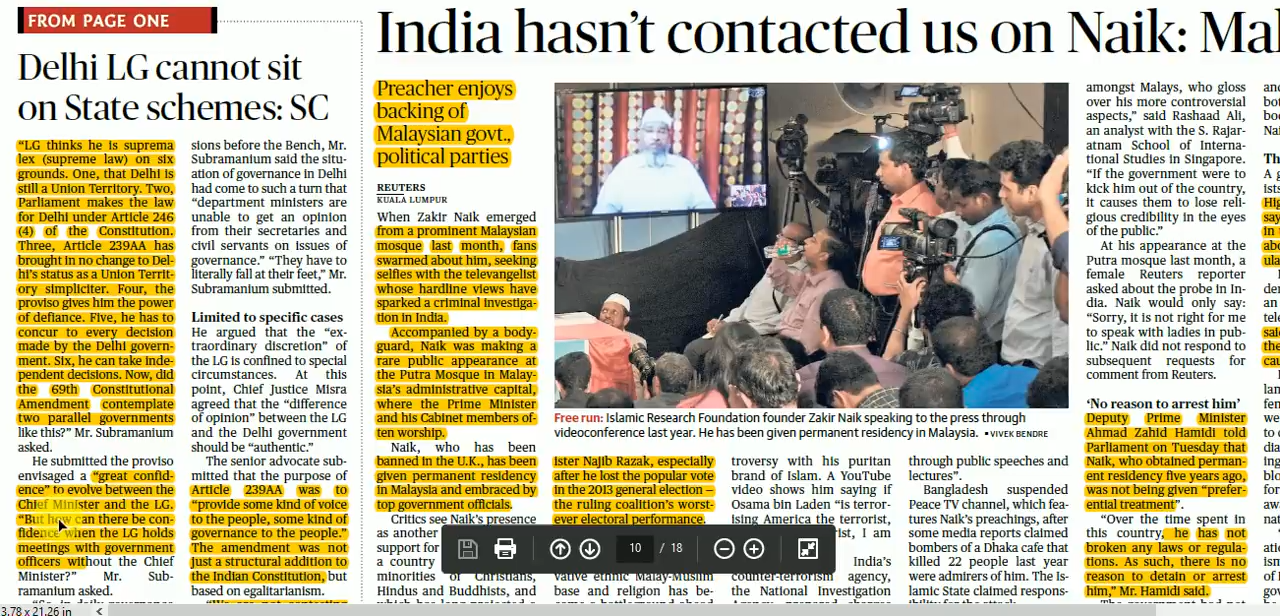 FROM PAGE ONE
Delhi LG cannot sit
on State schemes: SC
“LG thinks he is suprema
lex (supreme law) on six
grounds. One, that Delhi is
still a Union Territory. Two,
Parliament makes the law
for Delhi under Article 246
(4) of the Constitution.
Three, Article 239AA has
brought in no change to Del-
hi’s status as a Union Territ-
ory simpliciter. Four, the
proviso gives him the power
of defiance. Five, he has to
concur to every decision
made by the Delhi govern-
ment. Six, he can take inde-
pendent decisions. Now, did
the 69th Constitutional
Amendment contemplate
two parallel governments
like this?” Mr. Subramanium
asked.
He submitted the proviso
envisaged a “great confid-
ence” to evolve between the
Chief Minister and the LG.
“But how can there be con-
fidence when the LG holds
meetings with government
officers without the Chief
Minister?” Mr. Sub-
ramanium asked.
sions before the Bench, Mr.
Subramanium said the situ-
ation of governance in Delhi
had come to such a turn that
“department ministers are
unable to get an opinion
from their secretaries and
civil servants on issues of
governance.” “They have to
literally fall at their feet,” Mr.
Subramanium submitted.
Limited to specific cases
He argued that the “ex-
traordinary discretion” of
the LG is confined to special
circumstances. At this
point, Chief Justice Misra
agreed that the “difference
of opinion” between the LG
and the Delhi government
should be “authentic.”
The senior advocate sub-
mitted that the purpose of
Article 239AA was to
“provide some kind of voice
to the people, some kind of
governance to the people.”
The amendment was not
just a structural addition to
the Indian Constitution, but
based on egalitarianism.
India hasn’t contacted us on Naik: Mal
Preacher enjoys
backing of
Malaysian govt.,
political parties
REUTERS
KUALA LUMPUR
When Zakir Naik emerged
from a prominent Malaysian
mosque last month, fans
swarmed about him, seeking
selfies with the televangelist
whose hardline views have
sparked a criminal investiga-
tion in India.
Accompanied by a body-
guard, Naik was making a
rare public appearance at
the Putra Mosque in Malay-
sia’s administrative capital,
where the Prime Minister
and his Cabinet members of-
ten worship.
Naik, who has been
banned in the U.K., has been
given permanent residency
in Malaysia and embraced by
top government officials.
Critics see Naik’s presence
as another
support for
a country
minorities of Christians,
Hindus and Buddhists, and
Free run: Islamic Research Foundation founder Zakir Naik speaking to the press through
videoconference last year. He has been given permanent residency in Malaysia. ▪ VIVEK BENDRE
ister Najib Razak, especially
after he lost the popular vote
in the 2013 general election –
the ruling coalition’s worst-
ever electoral performance.
vative ethnic Malay-Muslim
base and religion has be-
troversy with his puritan
brand of Islam. A YouTube
video shows him saying if
Osama bin Laden “is terror-
ising America the terrorist,
I am
India’s
counter-terrorism agency,
the National Investigation
through public speeches and
lectures”.
Bangladesh suspended
Peace TV channel, which fea-
tures Naik’s preachings, after
some media reports claimed
bombers of a Dhaka cafe that
killed 22 people last year
were admirers of him. The Is-
lamic State claimed respons-
amongst Malays, who gloss
over his more controversial
aspects,” said Rashaad Ali,
an analyst with the S. Rajar-
atnam School of Interna-
tional Studies in Singapore.
“If the government were to
kick him out of the country,
it causes them to lose reli-
gious credibility in the eyes
of the public.”
At his appearance at the
Putra mosque last month, a
female Reuters reporter
asked about the probe in In-
dia. Naik would only say:
“Sorry, it is not right for me
to speak with ladies in pub-
lic.” Naik did not respond to
subsequent requests for
comment from Reuters.
‘No reason to arrest him’
Deputy Prime Minister
Ahmad Zahid Hamidi told
Parliament on Tuesday that
Naik, who obtained perman-
ent residency five years ago,
was not being given “prefer-
ential treatment”.
“Over the time spent in
this country, he has not
broken any laws or regula-
tions. As such, there is no
reason to detain or arrest
him,” Mr. Hamidi said.
10 / 18
3.78 x 21.26 in